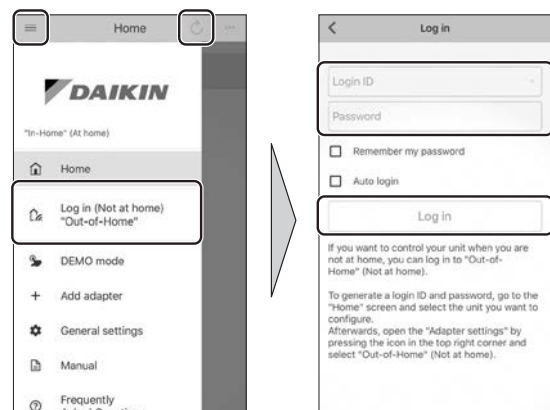 Home
DAIKIN
"In-Home" (At home)
Home
Log in (Not at home)
"Out-of-Home"
DEMO mode
Add adapter
General settings
Manual
Frequently
Log in
Login ID
Password
Remember my password
Auto login
Log in
If you want to control your unit when you are
not at home, you can log in to "Out-of-
Home" (Not at home).
To generate a login ID and password, go to the
"Home" screen and select the unit you want to
configure.
Afterwards, open the "Adapter settings" by
pressing the icon in the top right corner and
select "Out-of-Home" (Not at home).